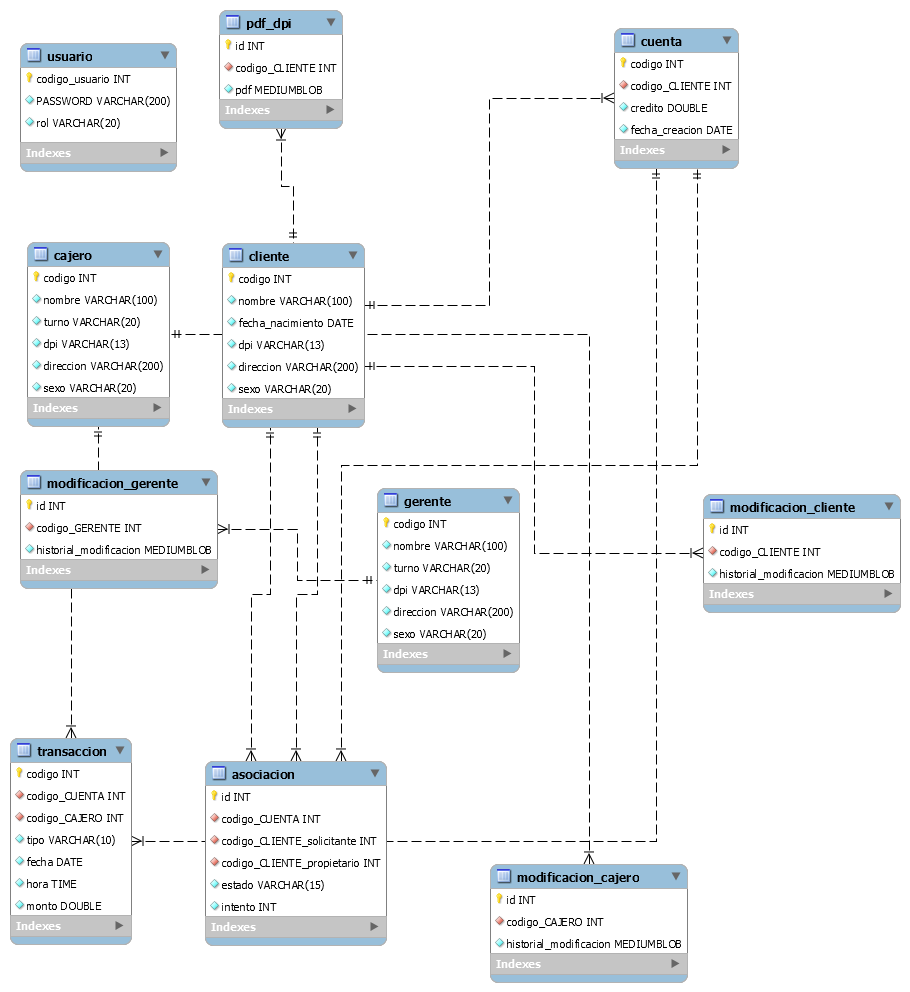 usuario
codigo_usuario INT
PASSWORD VARCHAR(200)
rol VARCHAR(20)
Indexes
pdf_dpi
id INT
codigo_CLIENTE INT
pdf MEDIUMBLOB
Indexes
cuenta
codigo INT
codigo_CLIENTE INT
credito DOUBLE
fecha_creacion DATE
Indexes
cajero
codigo INT
nombre VARCHAR(100)
turno VARCHAR(20)
dpi VARCHAR(13)
direccion VARCHAR(200)
sexo VARCHAR(20)
Indexes
cliente
codigo INT
nombre VARCHAR(100)
fecha_nacimiento DATE
dpi VARCHAR(13)
direccion VARCHAR(200)
sexo VARCHAR(20)
Indexes
modificacion_gerente
id INT
codigo_GERENTE INT
historial_modificacion MEDIUMBLOB
Indexes
gerente
codigo INT
nombre VARCHAR(100)
turno VARCHAR(20)
dpi VARCHAR(13)
direccion VARCHAR(200)
sexo VARCHAR(20)
Indexes
modificacion_cliente
id INT
codigo_CLIENTE INT
historial_modificacion MEDIUMBLOB
Indexes
transaccion
codigo INT
codigo_CUENTA INT
codigo_CAJERO INT
tipo VARCHAR(10)
fecha DATE
hora TIME
monto DOUBLE
Indexes
asociacion
id INT
codigo_CUENTA INT
codigo_CLIENTE_solicitante INT
codigo_CLIENTE_propietario INT
estado VARCHAR(15)
intento INT
Indexes
modificacion_cajero
id INT
codigo_CAJERO INT
historial_modificacion MEDIUMBLOB
Indexes